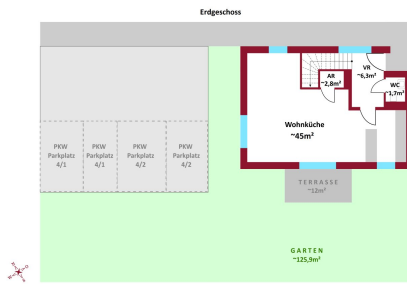 Erdgeschoss
VR
~6,3m²
AR
~2,8m²
WC
~1,7m²
Wohnküche
~45m²
PKW
Parkplatz
4/1
PKW
Parkplatz
4/1
PKW
Parkplatz
4/2
PKW
Parkplatz
4/2
TERRASSE
~12m²
GARTEN
~125,9m²
N
O
S
W